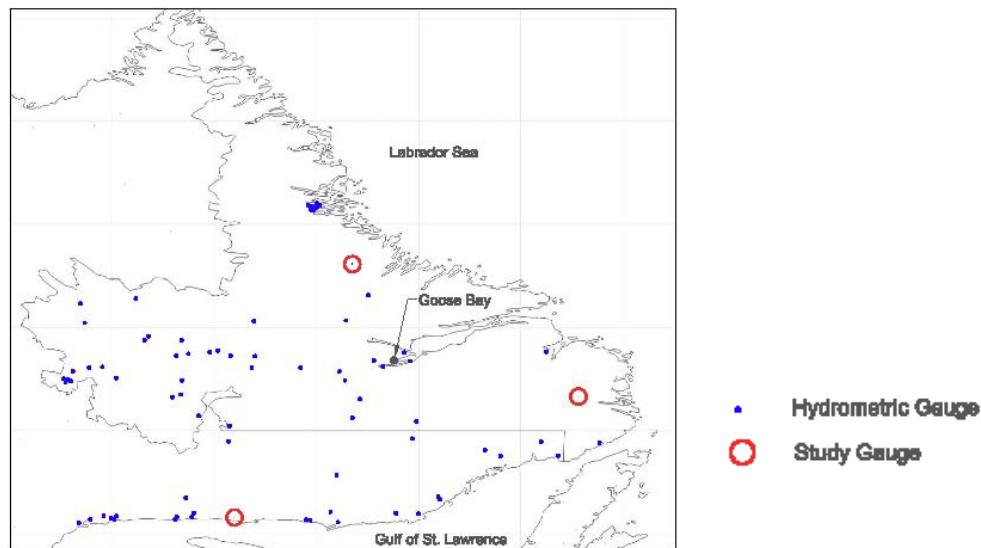 Labrador Sea
Goose Bay
Hydrometric Gauge
Study Gauge
Gulf of St. Lawrence